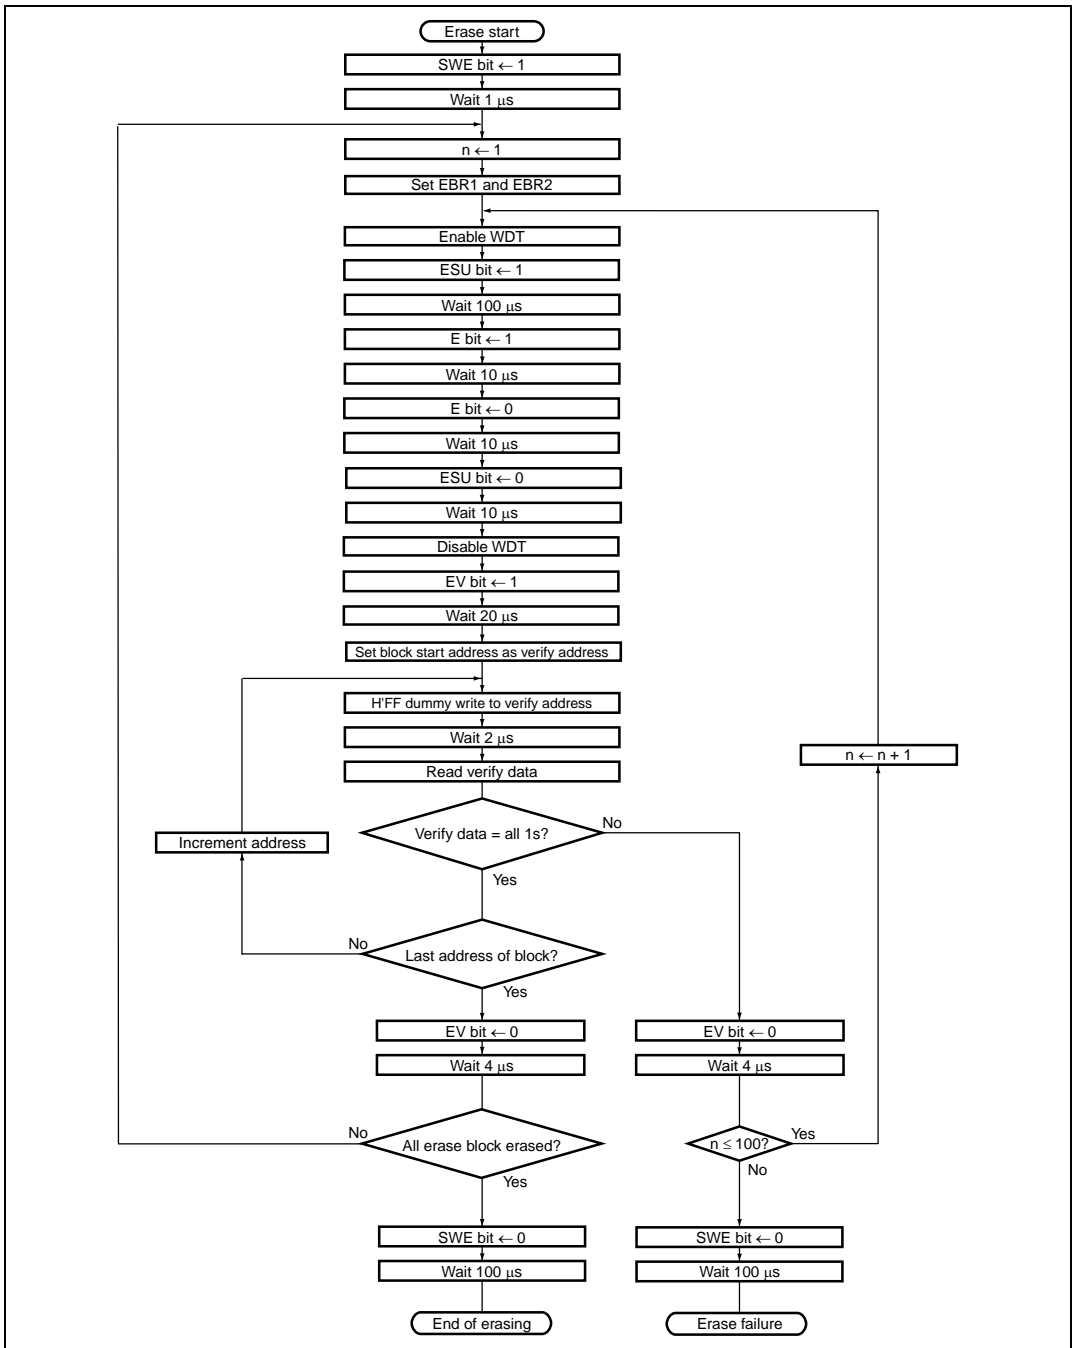 Erase start
SWE bit ← 1
Wait 1 μs
n ← 1
Set EBR1 and EBR2
Enable WDT
ESU bit ← 1
Wait 100 μs
E bit ← 1
Wait 10 μs
E bit ← 0
Wait 10 μs
ESU bit ← 0
Wait 10 μs
Disable WDT
EV bit ← 1
Wait 20 μs
Set block start address as verify address
H'FF dummy write to verify address
Wait 2 μs
n ← n + 1
Read verify data
Verify data = all 1s?
No
Increment address
Yes
No
Last address of block?
Yes
EV bit ← 0
EV bit ← 0
Wait 4 μs
Wait 4 μs
No
All erase block erased?
n ≤ 100?
Yes
Yes
No
SWE bit ← 0
SWE bit ← 0
Wait 100 μs
Wait 100 μs
End of erasing
Erase failure